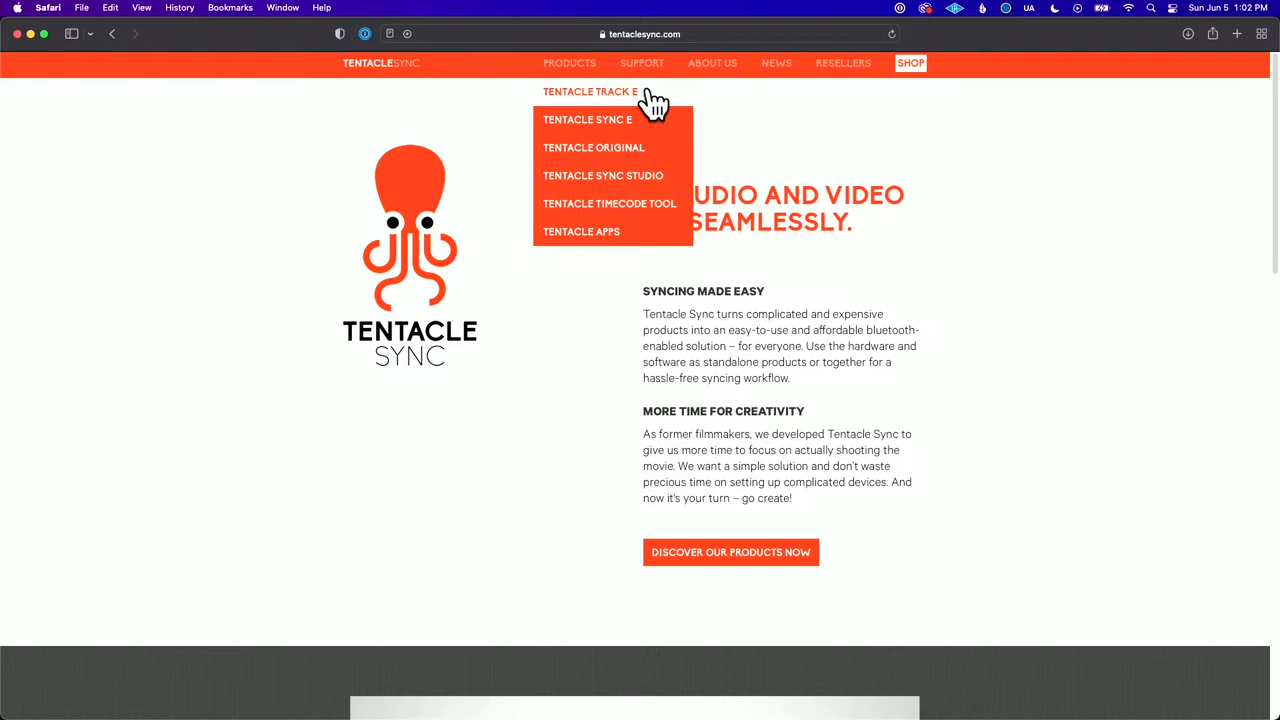 Safari File Edit View History Bookmarks Window Help
UA
Sun Jun 5 1:02 PM
tentaclesync.com
TENTACLESYNC
PRODUCTS SUPPORT ABOUT US NEWS RESELLERS SHOP
TENTACLE TRACK E
TENTACLE SYNC E
TENTACLE ORIGINAL
TENTACLE SYNC STUDIO
TENTACLE TIMECODE TOOL
TENTACLE APPS
UDIO AND VIDEO
SEAMLESSLY.
TENTACLE
SYNC
SYNCING MADE EASY
Tentacle Sync turns complicated and expensive
products into an easy-to-use and affordable bluetooth-
enabled solution – for everyone. Use the hardware and
software as standalone products or together for a
hassle-free syncing workflow.
MORE TIME FOR CREATIVITY
As former filmmakers, we developed Tentacle Sync to
give us more time to focus on actually shooting the
movie. We want a simple solution and don't waste
precious time on setting up complicated devices. And
now it's your turn – go create!
DISCOVER OUR PRODUCTS NOW